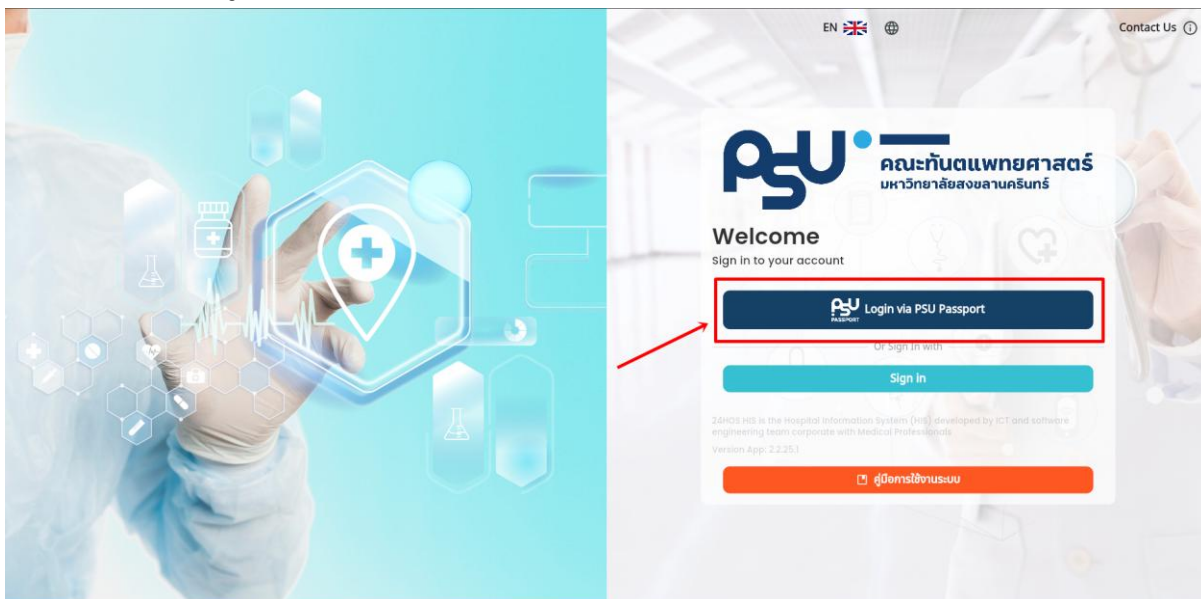 EN
Contact Us
PSU
คณะทันตแพทยศาสตร์
มหาวิทยาลัยสงขลานครินทร์
Welcome
Sign in to your account
PSU PASSPORT Login via PSU Passport
Or Sign In with
Sign in
24HOS HIS is the Hospital Information System (HIS) developed by ICT and software
engineering team corporate with Medical Professionals
Version App: 2.2.25.1
คู่มือการใช้งานระบบ